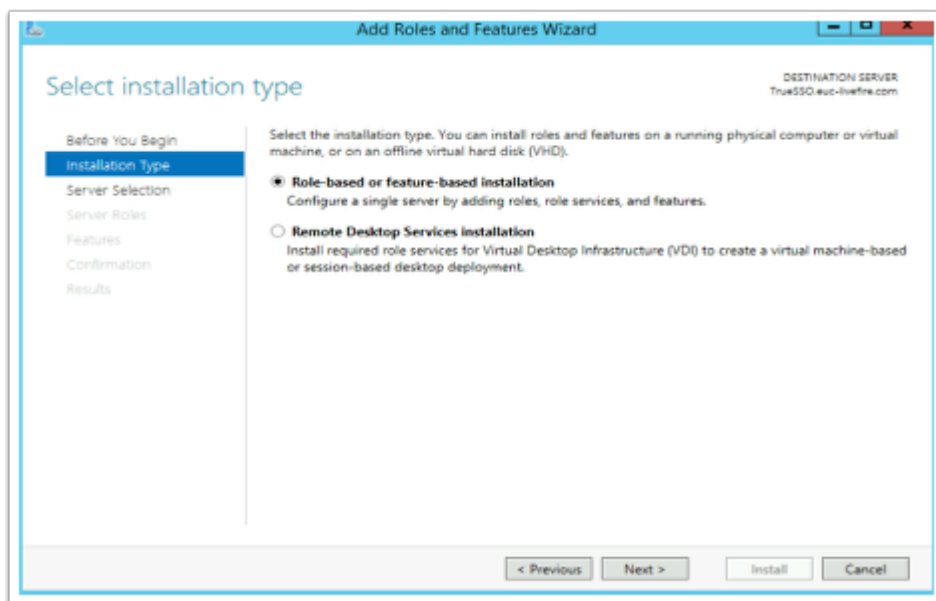 Add Roles and Features Wizard
Select installation type
DESTINATION SERVER
TrueSSO.euc-livefire.com
Before You Begin
Installation Type
Server Selection
Server Roles
Features
Confirmation
Results
Select the installation type. You can install roles and features on a running physical computer or virtual
machine, or on an offline virtual hard disk (VHD).
Role-based or feature-based installation
Configure a single server by adding roles, role services, and features.
Remote Desktop Services installation
Install required role services for Virtual Desktop Infrastructure (VDI) to create a virtual machine-based
or session-based desktop deployment.
< Previous
Next >
Install
Cancel